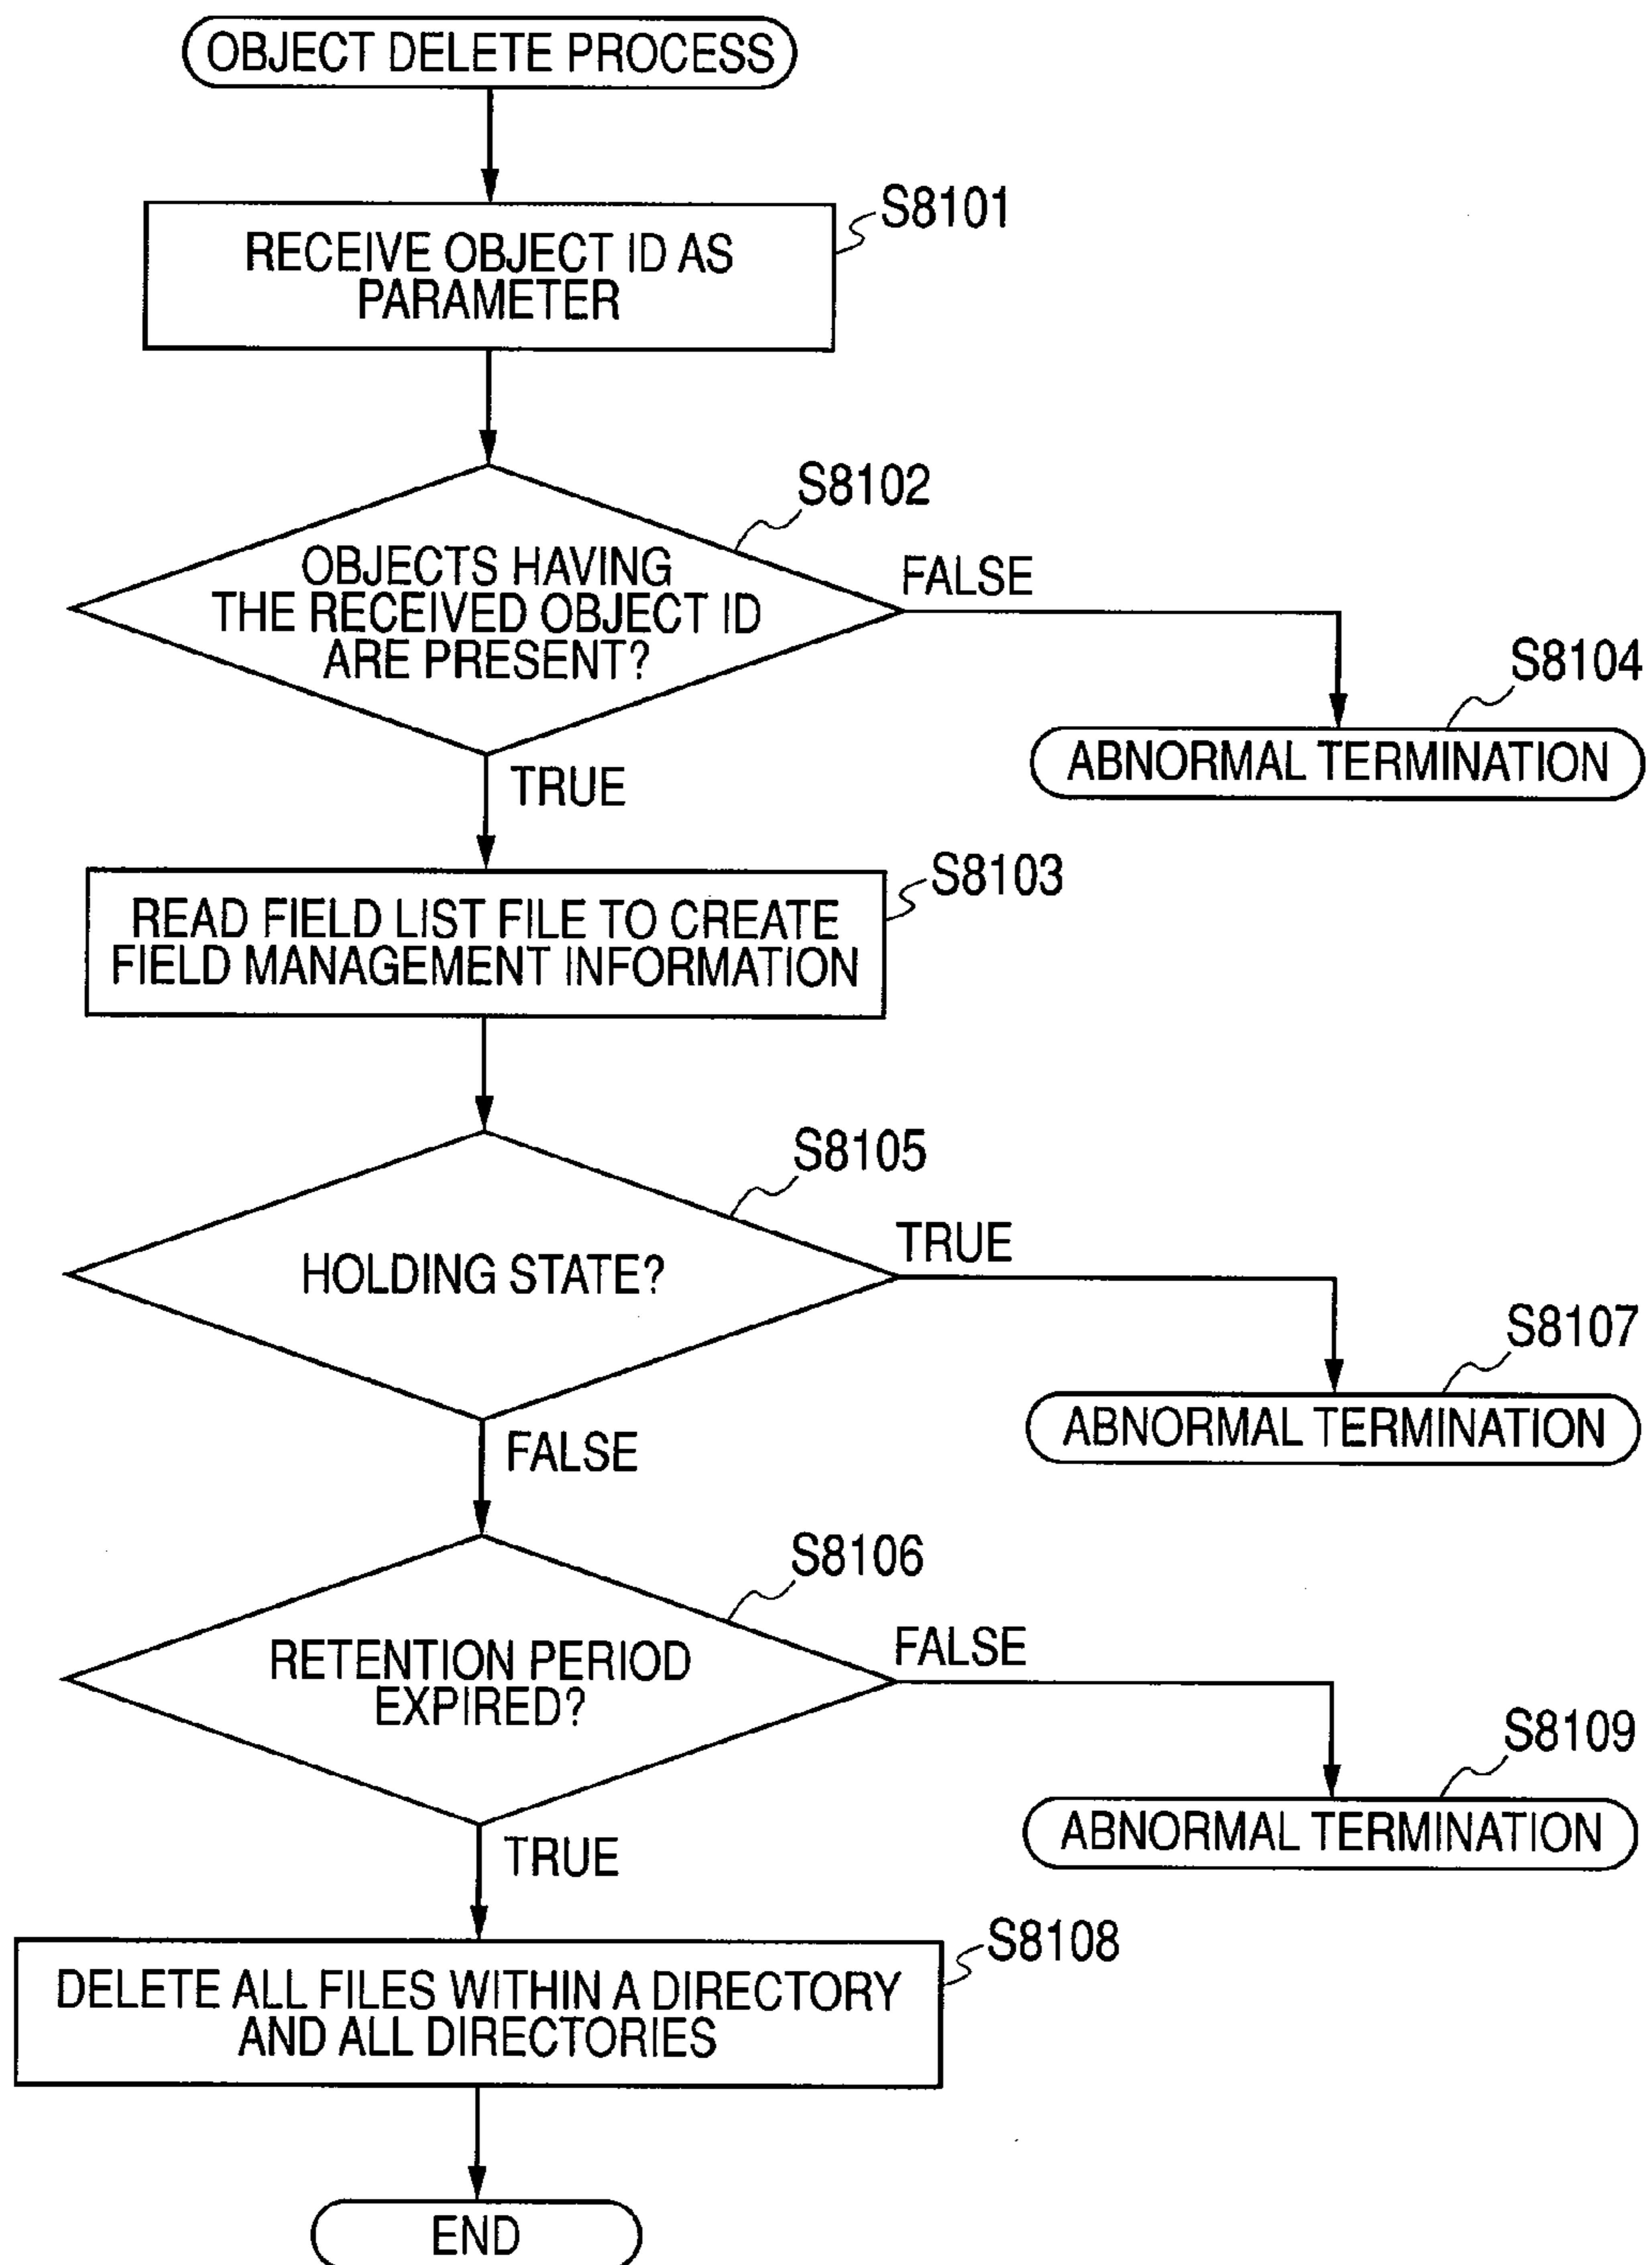 OBJECT DELETE PROCESS
S8101
RECEIVE OBJECT ID AS
PARAMETER
S8102
OBJECTS HAVING
THE RECEIVED OBJECT ID
ARE PRESENT?
FALSE
S8104
ABNORMAL TERMINATION
TRUE
S8103
READ FIELD LIST FILE TO CREATE
FIELD MANAGEMENT INFORMATION
S8105
HOLDING STATE?
TRUE
S8107
ABNORMAL TERMINATION
FALSE
S8106
RETENTION PERIOD
EXPIRED?
FALSE
S8109
ABNORMAL TERMINATION
TRUE
S8108
DELETE ALL FILES WITHIN A DIRECTORY
AND ALL DIRECTORIES
END